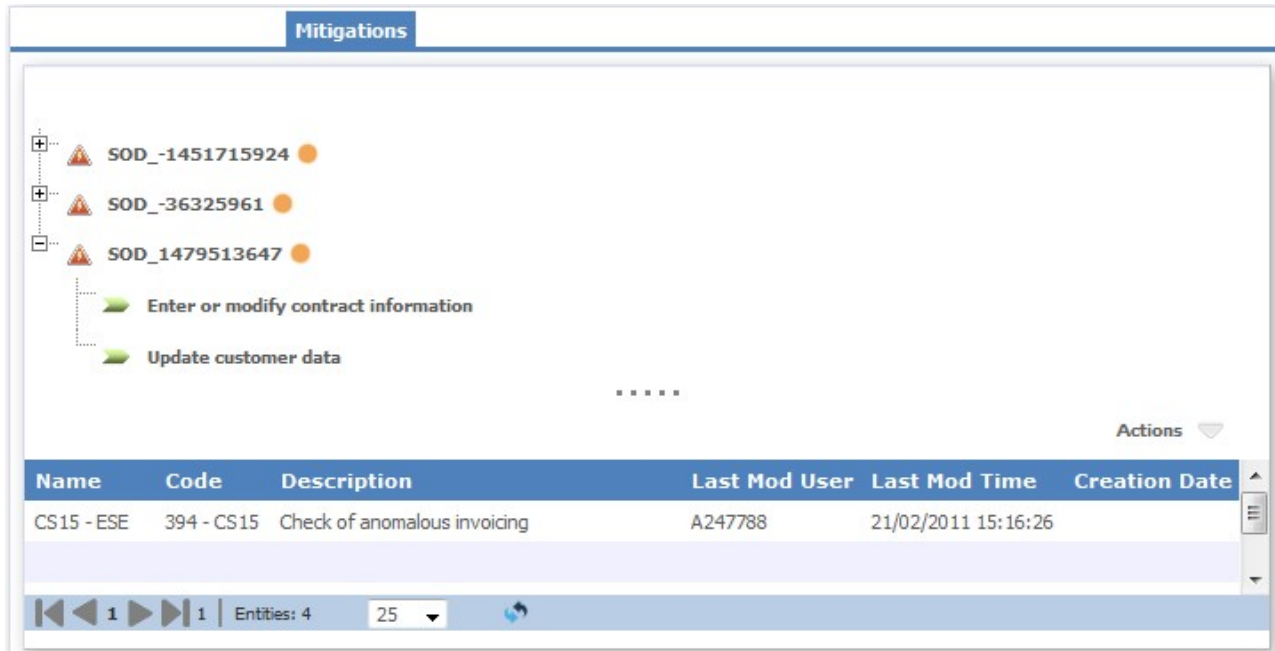 Mitigations
SOD_-1451715924
SOD_-36325961
SOD_1479513647
Enter or modify contract information
Update customer data
Actions
Name Code Description Last Mod User Last Mod Time Creation Date
CS15 - ESE 394 - CS15 Check of anomalous invoicing A247788 21/02/2011 15:16:26
1 1 Entities: 4 25